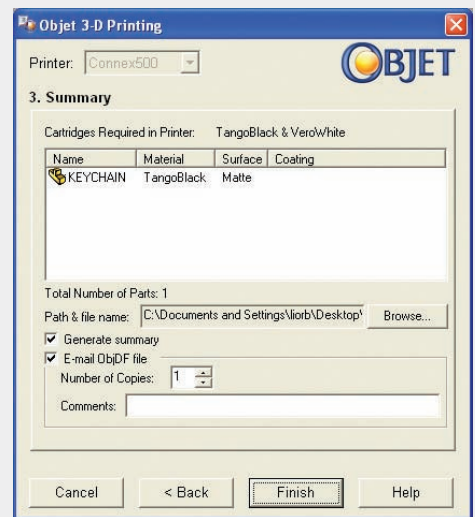 Objet 3-D Printing
Printer: Connex500
OBJET
3. Summary
Cartridges Required in Printer: TangoBlack & VeroWhite
Name Material Surface Coating
KEYCHAIN TangoBlack Matte
Total Number of Parts: 1
Path & file name: C:\Documents and Settings\liorb\Desktop\ Browse...
Generate summary
E-mail ObjDF file
Number of Copies: 1
Comments:
Cancel < Back Finish Help